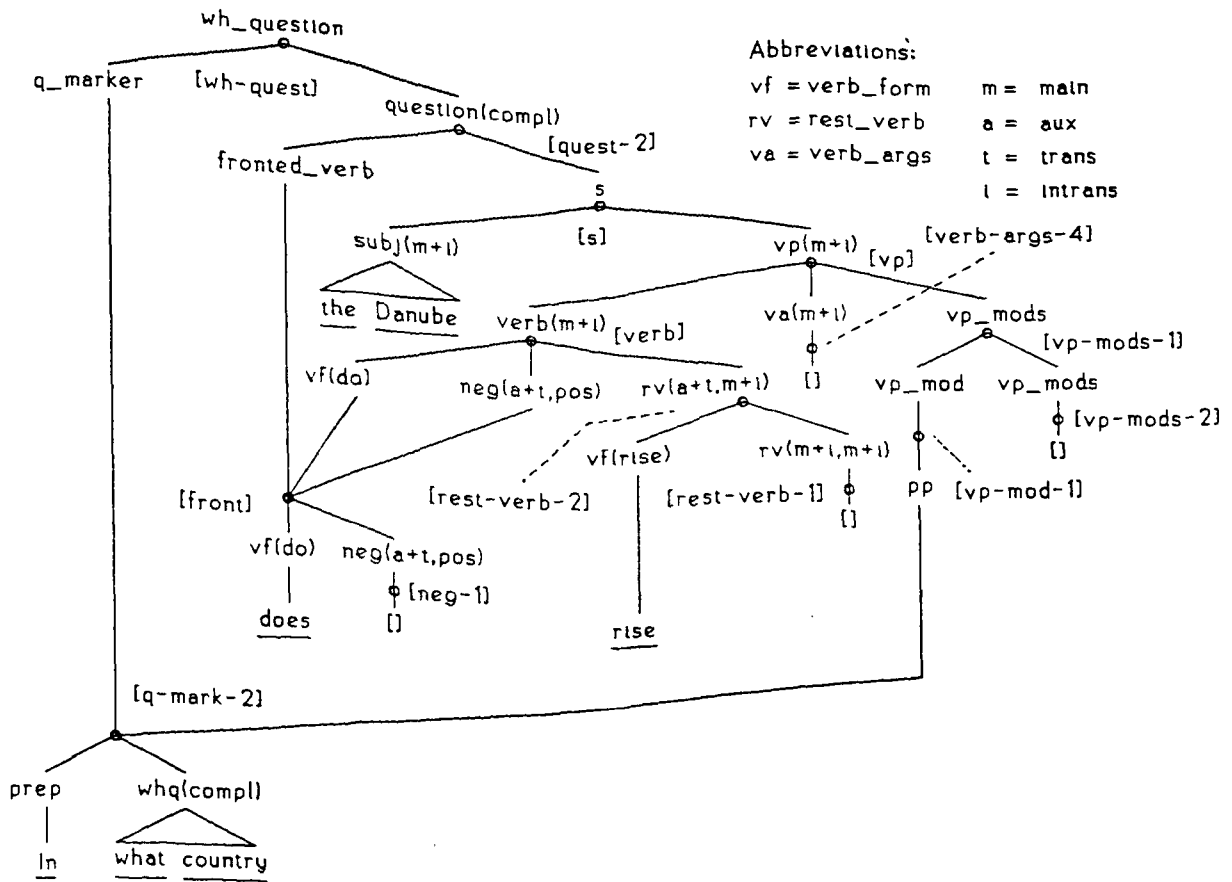 wh_question
Abbreviations:
q_marker [wh-quest]
vf = verb_form m = main
question(compl)
rv = rest_verb a = aux
[quest-2]
va = verb_args t = trans
fronted_verb
i = intrans
s
[s]
subj(m+i) vp(m+i) [verb-args-4]
[vp]
the Danube
verb(m+i) [verb] va(m+i) vp_mods
[vp-mods-1]
vf(do) neg(a+t,pos) rv(a+t,m+i) [] vp_mod vp_mods
[vp-mods-2]
vf(rise) rv(m+i,m+i) []
[front] [rest-verb-2] [rest-verb-1] pp [vp-mod-1]
[]
vf(do) neg(a+t,pos)
[neg-1]
does [] rise
[q-mark-2]
prep whq(compl)
In what country